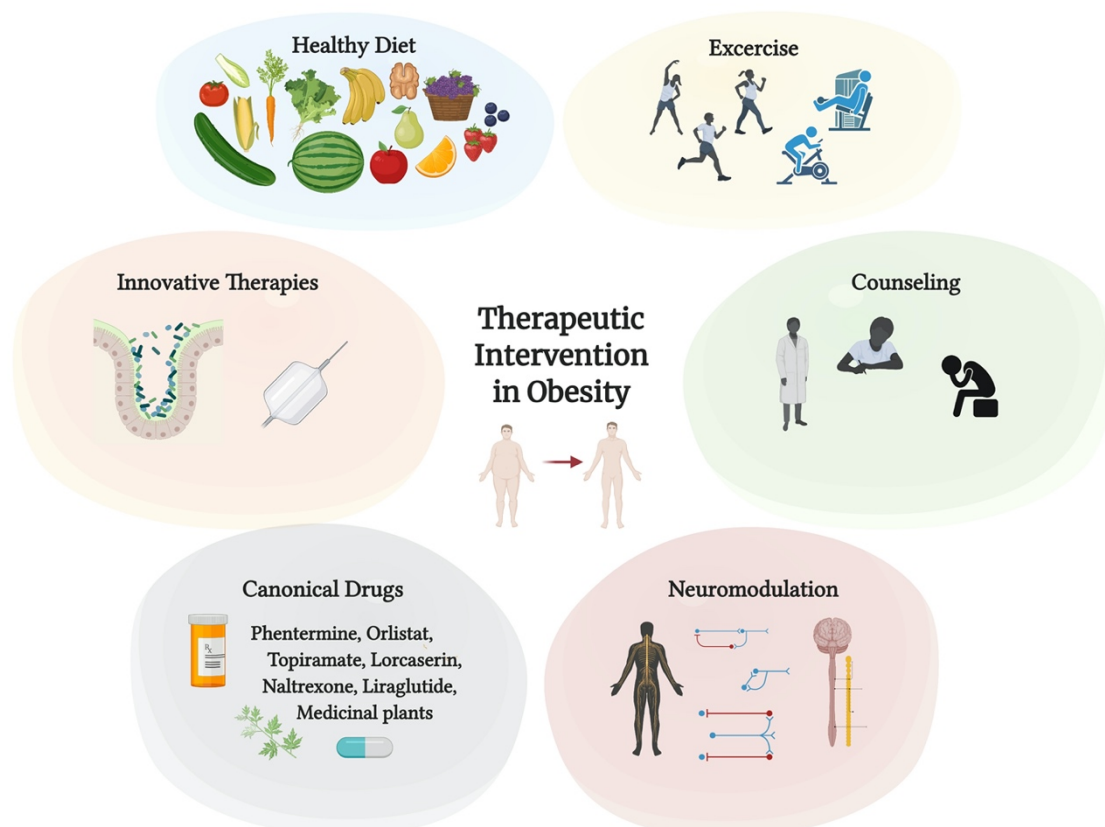 Healthy Diet
Excercise
Innovative Therapies
Counseling
Therapeutic
Intervention
in Obesity
Canonical Drugs
Rx
Phentermine, Orlistat,
Topiramate, Lorcaserin,
Naltrexone, Liraglutide,
Medicinal plants
Neuromodulation